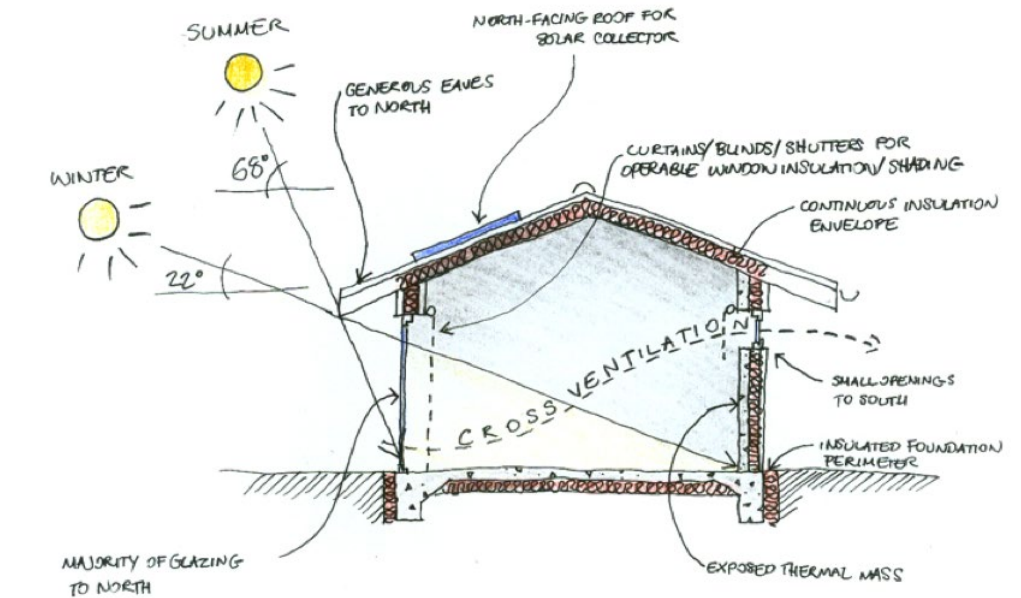 SUMMER
NORTH-FACING ROOF FOR
SOLAR COLLECTOR
GENEROUS EAVES
TO NORTH
68°
CURTAINS/BLINDS/SHUTTERS FOR
OPERABLE WINDOW INSULATION/SHADING
WINTER
CONTINUOUS INSULATION
ENVELOPE
22°
CROSS VENTILATION
SMALL OPENINGS
TO SOUTH
INSULATED FOUNDATION
PERIMETER
MAJORITY OF GLAZING
TO NORTH
EXPOSED THERMAL MASS